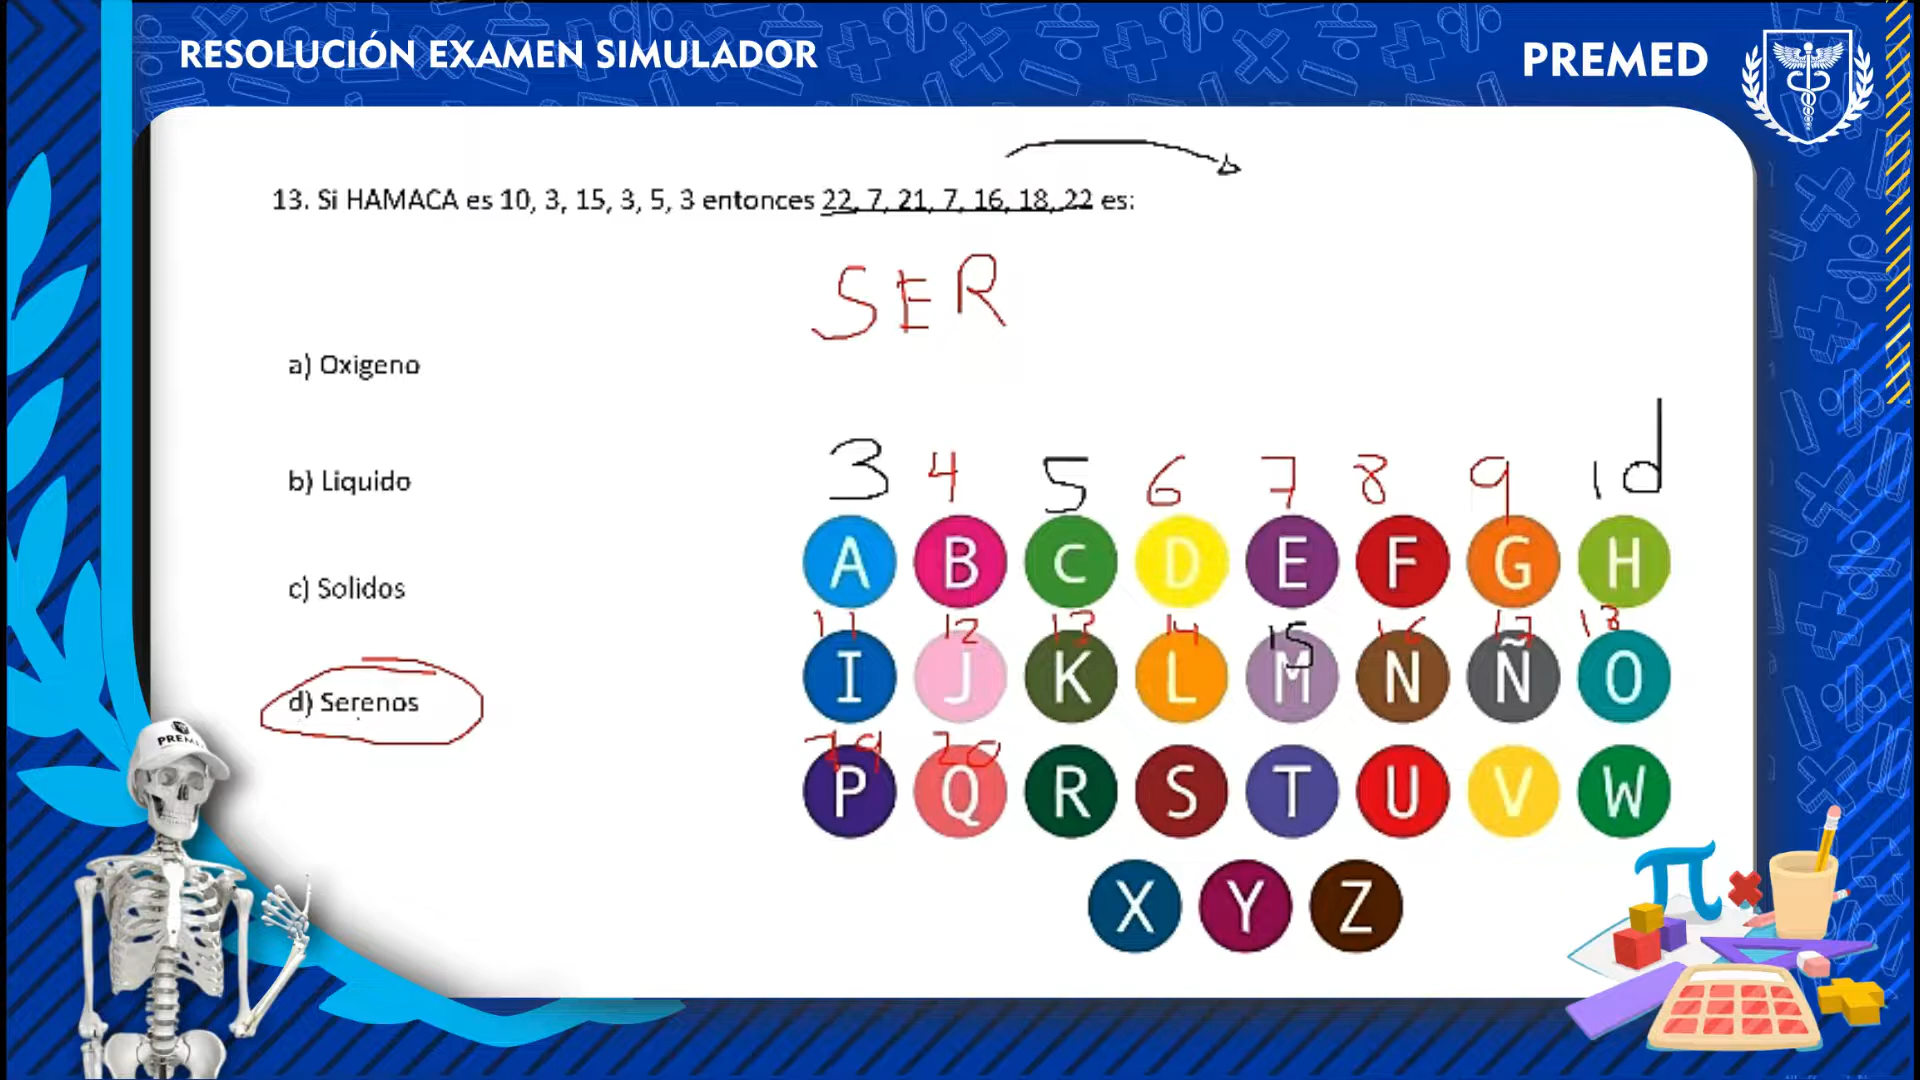 RESOLUCIÓN EXAMEN SIMULADOR
PREMED
13. Si HAMACA es 10, 3, 15, 3, 5, 3 entonces 22, 7, 21, 7, 16, 18, 22 es:
SER
a) Oxigeno
b) Liquido
c) Solidos
d) Serenos
3 4 5 6 7 8 9 10
A B C D E F G H
11 12 13 14 15 16 17 18
I J K L M N Ñ O
19 20
P Q R S T U V W
X Y Z